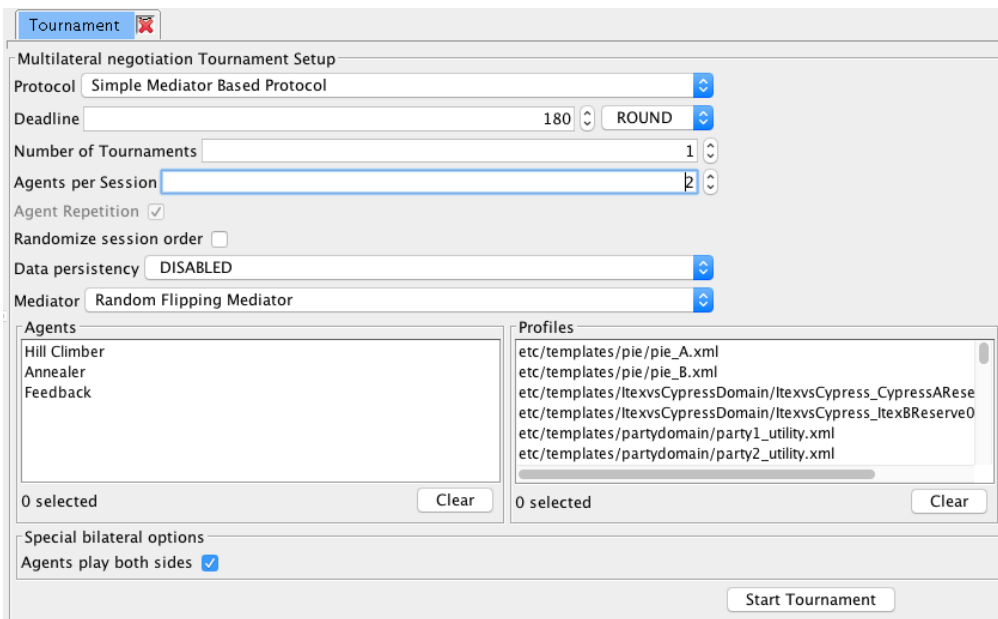 Tournament
Multilateral negotiation Tournament Setup
Protocol Simple Mediator Based Protocol
Deadline 180 ROUND
Number of Tournaments 1
Agents per Session 2
Agent Repetition
Randomize session order
Data persistency DISABLED
Mediator Random Flipping Mediator
Agents
Hill Climber
Annealer
Feedback
0 selected Clear
Profiles
etc/templates/pie/pie_A.xml
etc/templates/pie/pie_B.xml
etc/templates/ItexvsCypressDomain/ItexvsCypress_CypressARese
etc/templates/ItexvsCypressDomain/ItexvsCypress_ItexBReserve0
etc/templates/partydomain/party1_utility.xml
etc/templates/partydomain/party2_utility.xml
0 selected Clear
Special bilateral options
Agents play both sides
Start Tournament